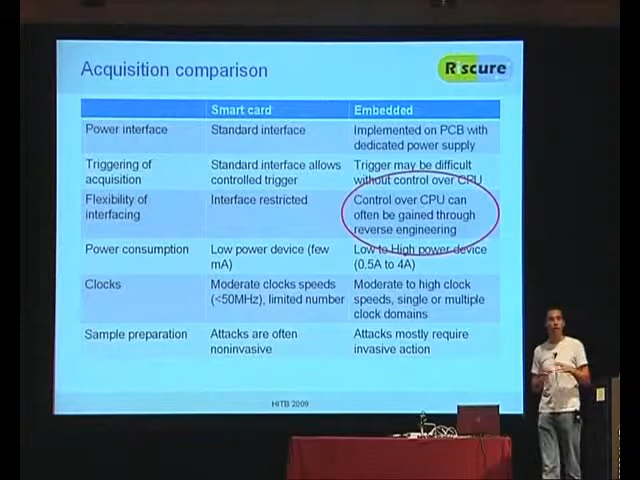 Acquisition comparison
Riscure
Smart card
Embedded
Power interface
Standard interface
Implemented on PCB with
dedicated power supply
Triggering of
acquisition
Standard interface allows
controlled trigger
Trigger may be difficult
without control over CPU
Flexibility of
interfacing
Interface restricted
Control over CPU can
often be gained through
reverse engineering
Power consumption
Low power device (few
mA)
Low to High power device
(0.5A to 4A)
Clocks
Moderate clocks speeds
(<50MHz), limited number
Moderate to high clock
speeds, single or multiple
clock domains
Sample preparation
Attacks are often
noninvasive
Attacks mostly require
invasive action
HITB 2009